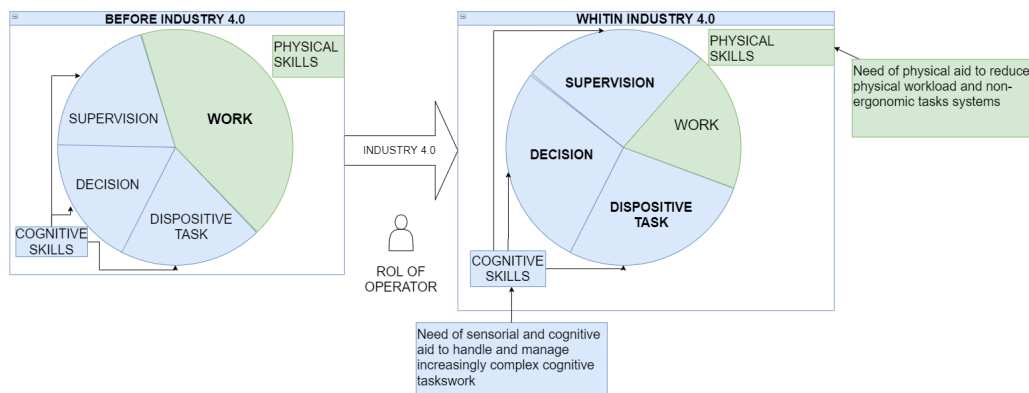 BEFORE INDUSTRY 4.0
PHYSICAL
SKILLS
WORK
SUPERVISION
DECISION
DISPOSITIVE
TASK
COGNITIVE
SKILLS
INDUSTRY 4.0
ROL OF
OPERATOR
WHITIN INDUSTRY 4.0
PHYSICAL
SKILLS
SUPERVISION
WORK
DECISION
DISPOSITIVE
TASK
COGNITIVE
SKILLS
Need of physical aid to reduce
physical workload and non-
ergonomic tasks systems
Need of sensorial and cognitive
aid to handle and manage
increasingly complex cognitive
taskswork